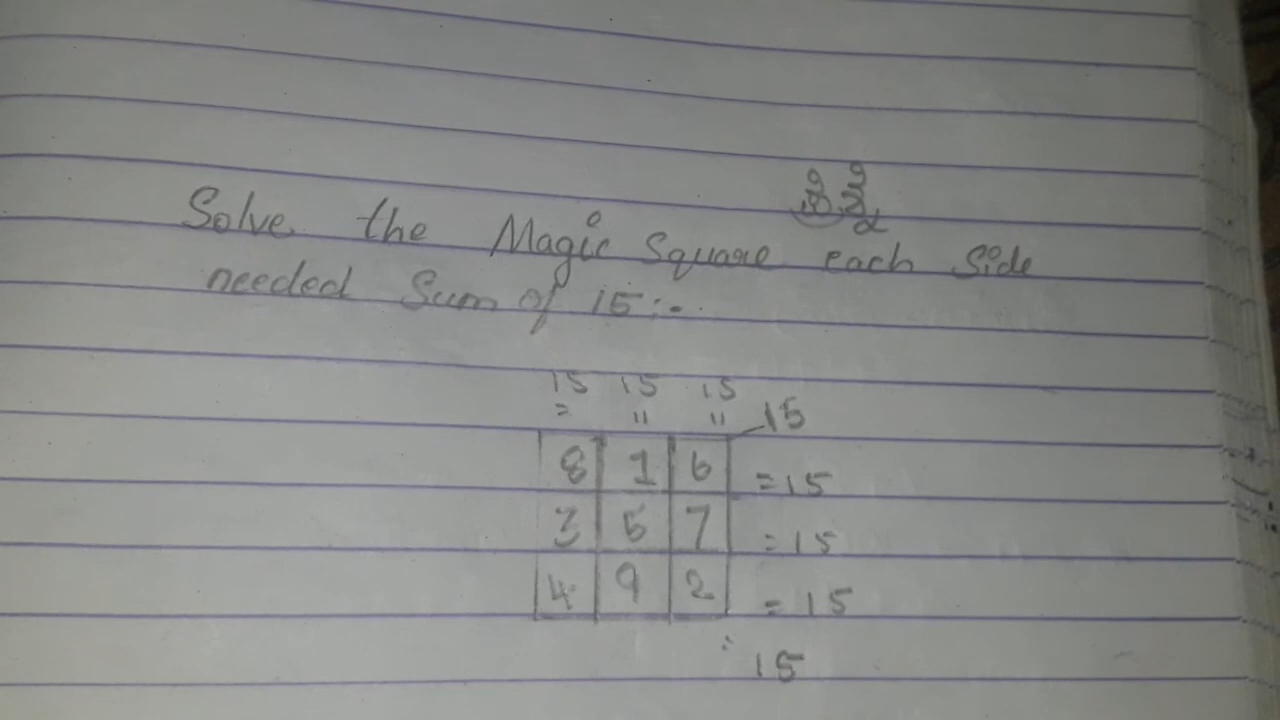 Solve the Magic Square each side
needed Sum of 15:-
15 15 15
= " " 15
8 1 6 = 15
3 5 7 = 15
4 9 2 = 15
15